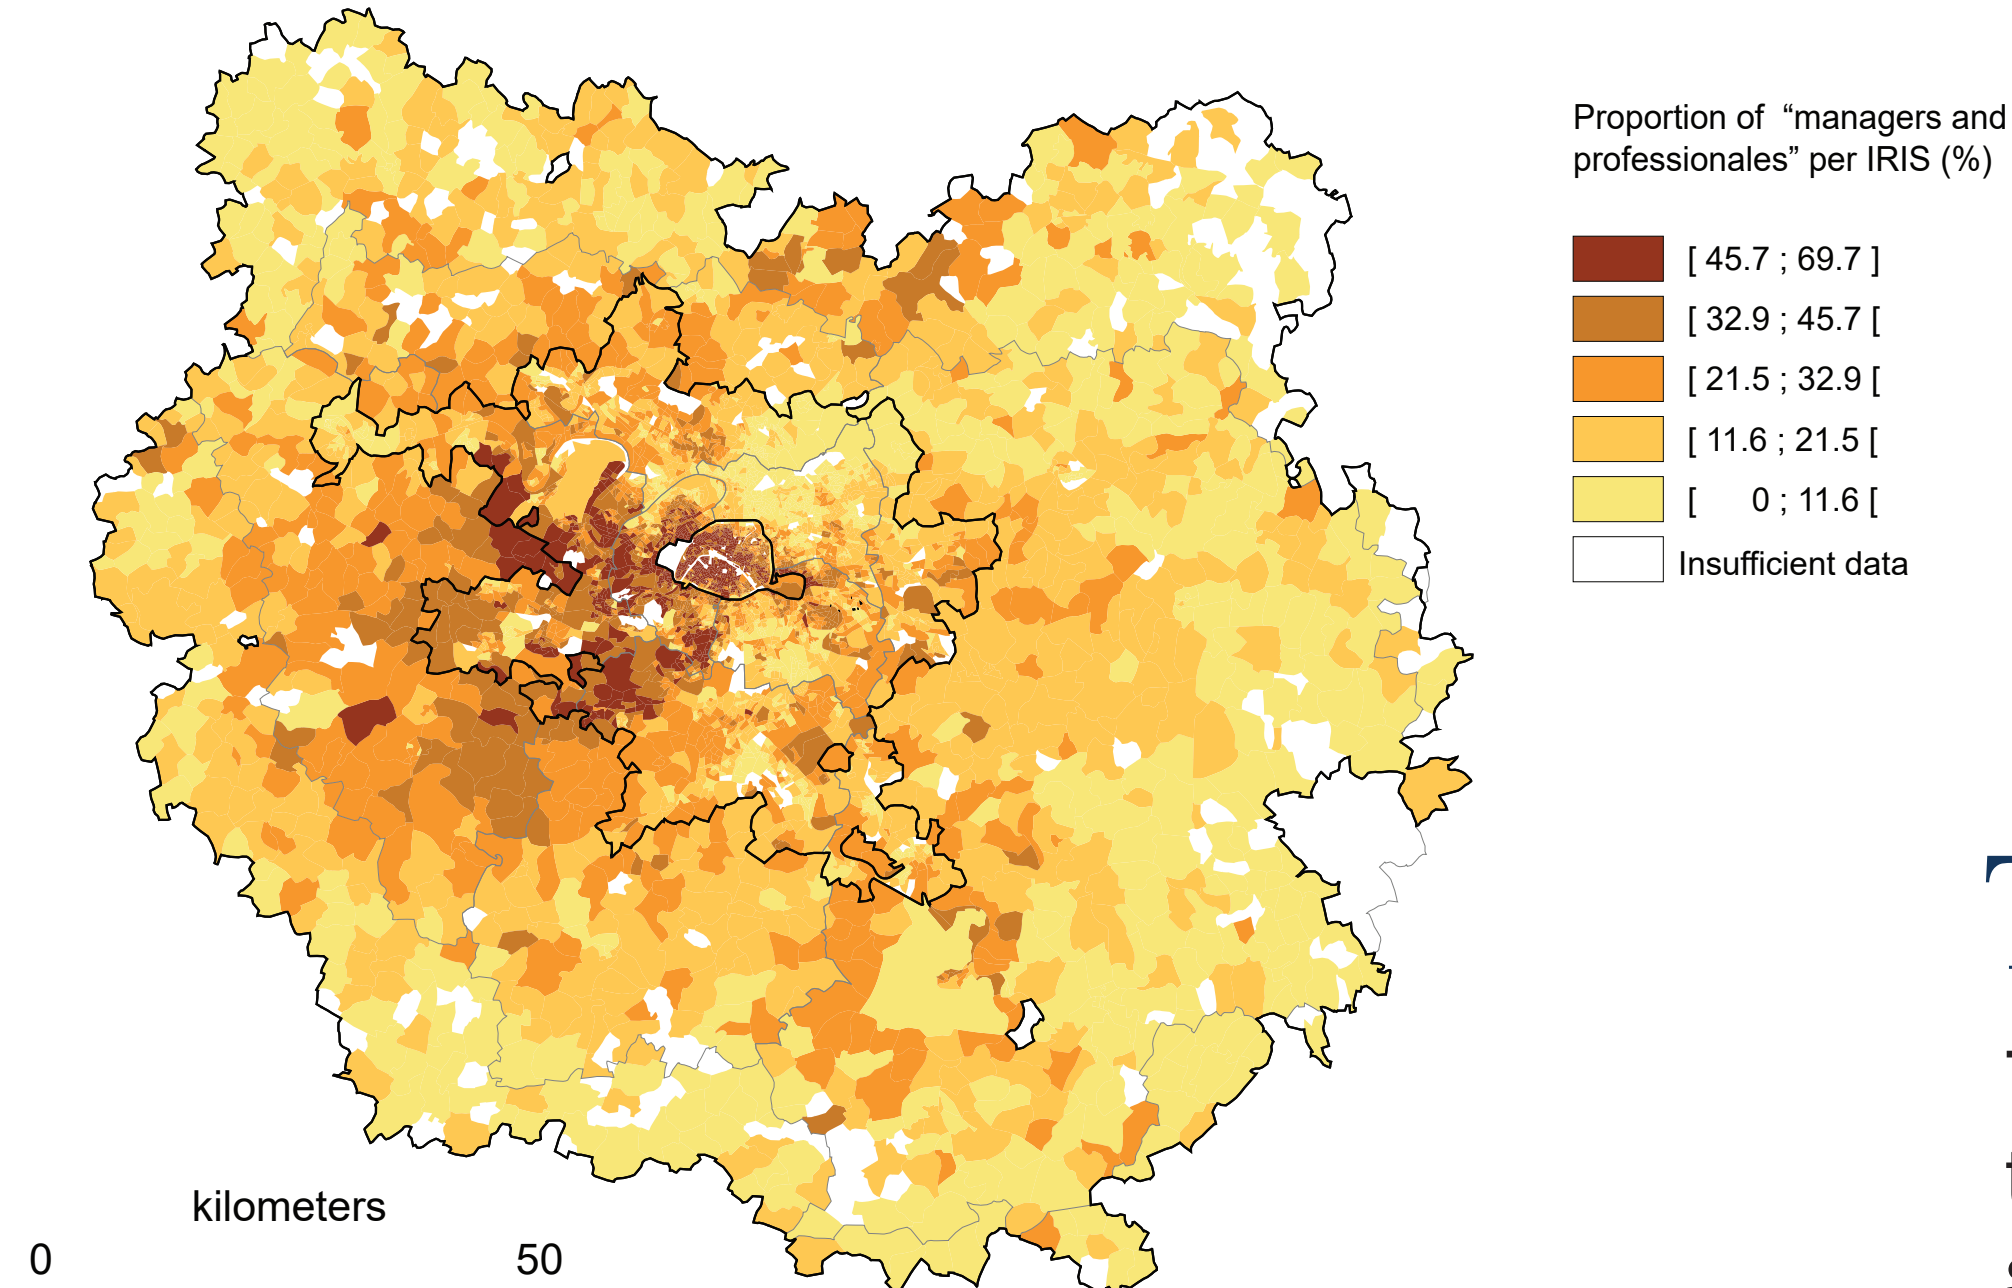 Proportion of “managers and
professionales” per IRIS (%)
[ 45.7 ; 69.7 ]
[ 32.9 ; 45.7 [
[ 21.5 ; 32.9 [
[ 11.6 ; 21.5 [
[ 0 ; 11.6 [
Insufficient data
kilometers
0 50